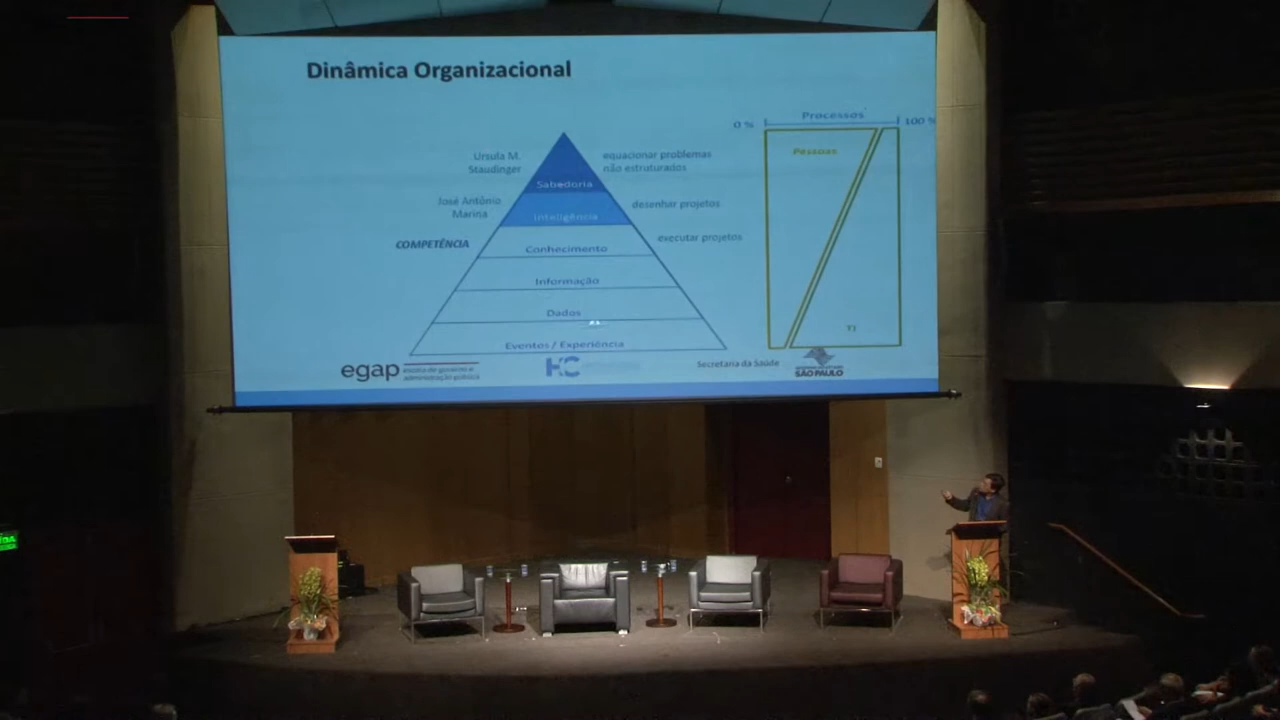 Dinâmica Organizacional
Processos
0 %
100 %
Pessoas
Ursula M.
Staudinger
equacionar problemas
não estruturados
Sabedoria
José Antônio
Marina
desenhar projetos
Inteligência
COMPETÊNCIA
executar projetos
Conhecimento
Informação
Dados
TI
Eventos / Experiência
egap
escola de governo e
administração pública
HC
Secretaria da Saúde
SÃO PAULO